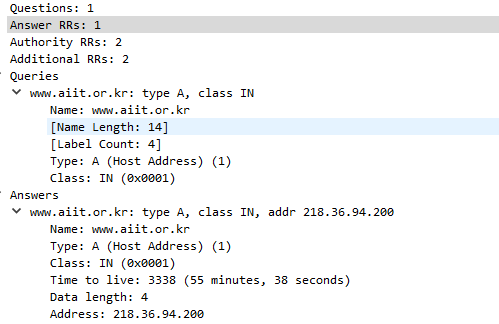 Questions: 1
Answer RRs: 1
Authority RRs: 2
Additional RRs: 2
Queries
www.aiit.or.kr: type A, class IN
Name: www.aiit.or.kr
[Name Length: 14]
[Label Count: 4]
Type: A (Host Address) (1)
Class: IN (0x0001)
Answers
www.aiit.or.kr: type A, class IN, addr 218.36.94.200
Name: www.aiit.or.kr
Type: A (Host Address) (1)
Class: IN (0x0001)
Time to live: 3338 (55 minutes, 38 seconds)
Data length: 4
Address: 218.36.94.200